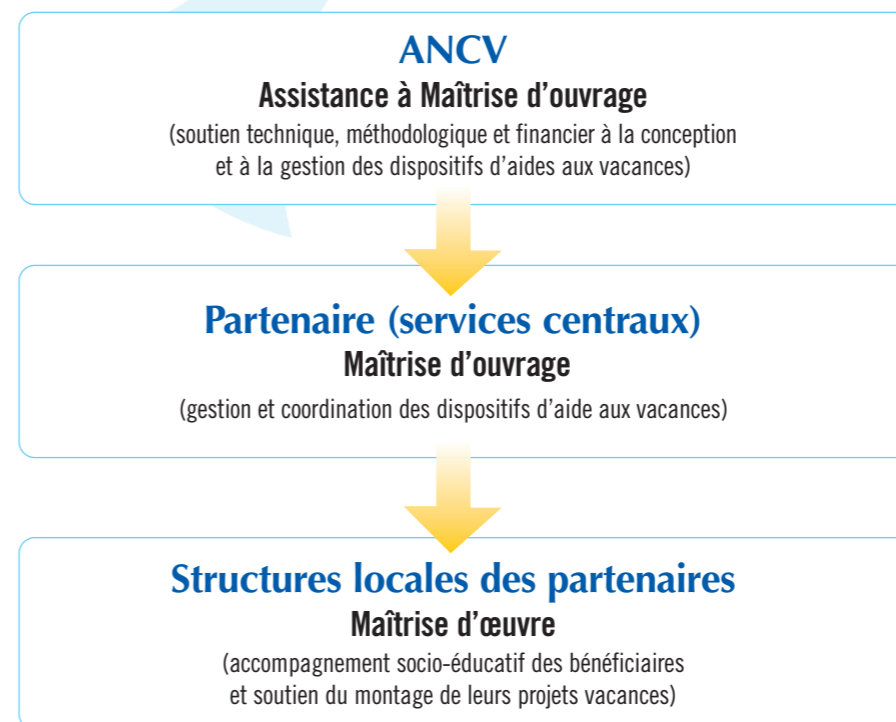 ANCV
Assistance à Maîtrise d’ouvrage
(soutien technique, méthodologique et financier à la conception
et à la gestion des dispositifs d’aides aux vacances)
Partenaire (services centraux)
Maîtrise d’ouvrage
(gestion et coordination des dispositifs d’aide aux vacances)
Structures locales des partenaires
Maîtrise d’œuvre
(accompagnement socio-éducatif des bénéficiaires
et soutien du montage de leurs projets vacances)